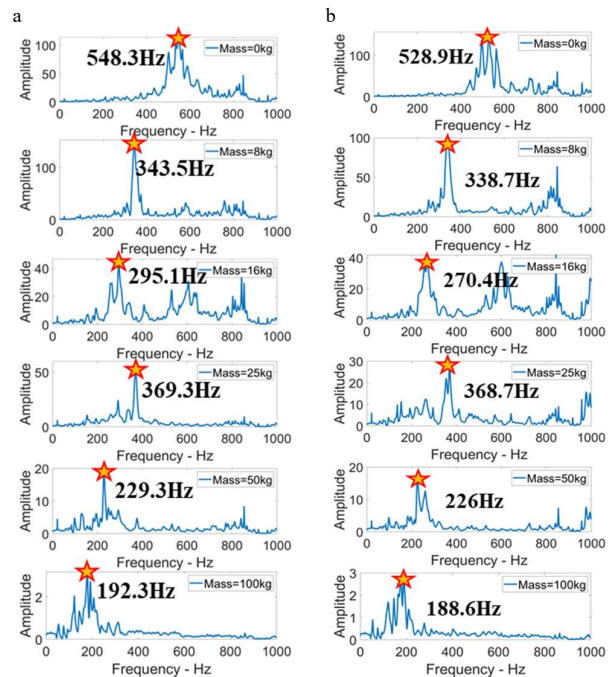 a
b
Amplitude
100
50
0
548.3Hz
Mass=0kg
0 200 400 600 800 1000
Frequency - Hz
Amplitude
100
0
528.9Hz
Mass=0kg
0 200 400 600 800 1000
Frequency - Hz
Amplitude
100
50
0
343.5Hz
Mass=8kg
0 200 400 600 800 1000
Frequency - Hz
Amplitude
100
50
0
338.7Hz
Mass=8kg
0 200 400 600 800 1000
Frequency - Hz
Amplitude
40
20
0
295.1Hz
Mass=16kg
0 200 400 600 800 1000
Frequency - Hz
Amplitude
40
20
0
270.4Hz
Mass=16kg
0 200 400 600 800 1000
Frequency - Hz
Amplitude
50
0
369.3Hz
Mass=25kg
0 200 400 600 800 1000
Frequency - Hz
Amplitude
30
20
10
0
368.7Hz
Mass=25kg
0 200 400 600 800 1000
Frequency - Hz
Amplitude
20
10
0
229.3Hz
Mass=50kg
0 200 400 600 800 1000
Frequency - Hz
Amplitude
20
10
0
226Hz
Mass=50kg
0 200 400 600 800 1000
Frequency - Hz
Amplitude
2
0
192.3Hz
Mass=100kg
0 200 400 600 800 1000
Frequency - Hz
Amplitude
3
2
1
0
188.6Hz
Mass=100kg
0 200 400 600 800 1000
Frequency - Hz